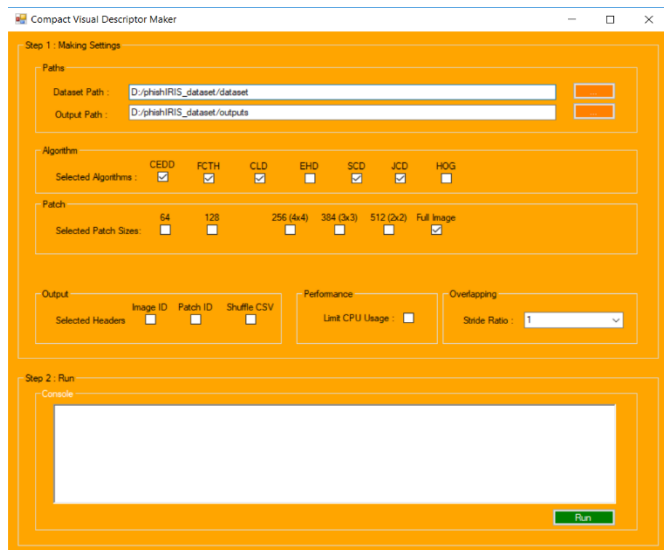 Compact Visual Descriptor Maker
Step 1 : Making Settings
Paths
Dataset Path : D:/phishIRIS_dataset/dataset ...
Output Path : D:/phishIRIS_dataset/outputs ...
Algorithm
CEDD FCTH CLD EHD SCD JCD HOG
Selected Algorithms :
Patch
64 128 256 (4x4) 384 (3x3) 512 (2x2) Full Image
Selected Patch Sizes:
Output Performance Overlapping
Image ID Patch ID Shuffle CSV
Selected Headers Limit CPU Usage : Stride Ratio : 1
Step 2 : Run
Console
Run